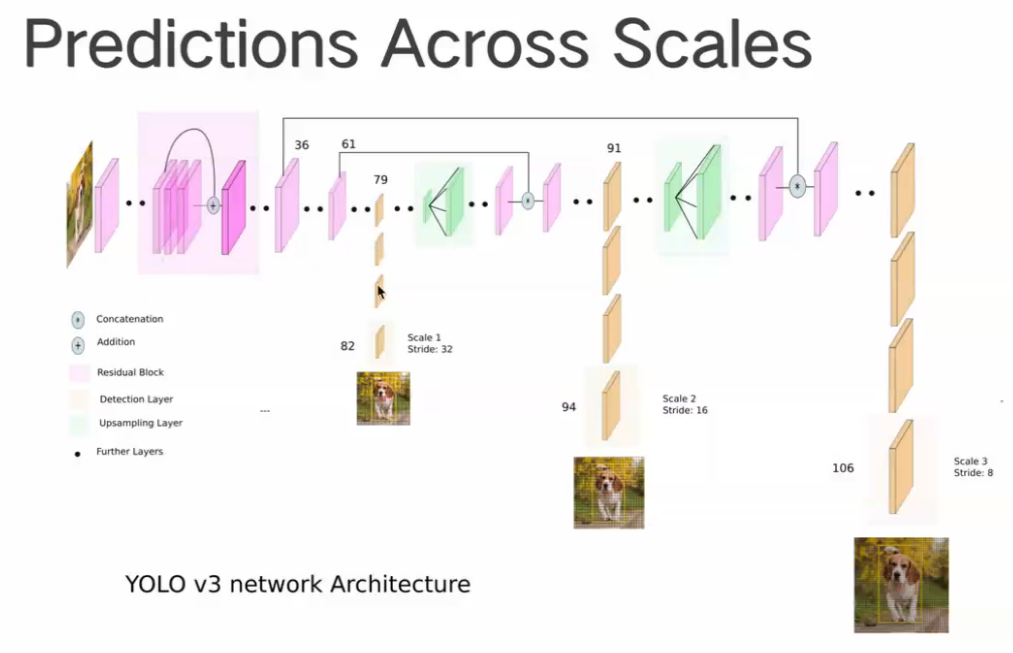 Predictions Across Scales
36
61
79
91
Concatenation
Addition
Residual Block
Detection Layer
Upsampling Layer
Further Layers
...
82
Scale 1
Stride: 32
94
Scale 2
Stride: 16
106
Scale 3
Stride: 8
YOLO v3 network Architecture